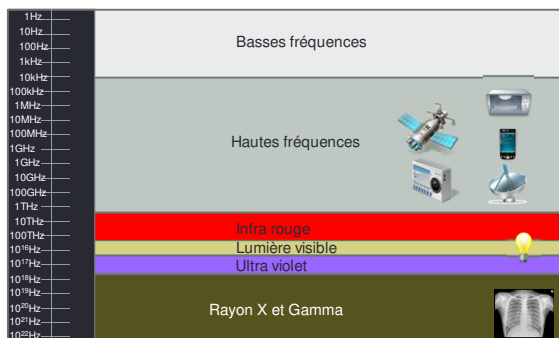 1Hz
10Hz
100Hz
1kHz
10kHz
100kHz
1MHz
10MHz
100MHz
1GHz
1GHz
10GHz
100GHz
1THz
10THz
100THz
10¹⁶Hz
10¹⁷Hz
10¹⁸Hz
10¹⁹Hz
10²⁰Hz
10²¹Hz
10²²Hz
Basses fréquences
Hautes fréquences
Infra rouge
Lumière visible
Ultra violet
Rayon X et Gamma